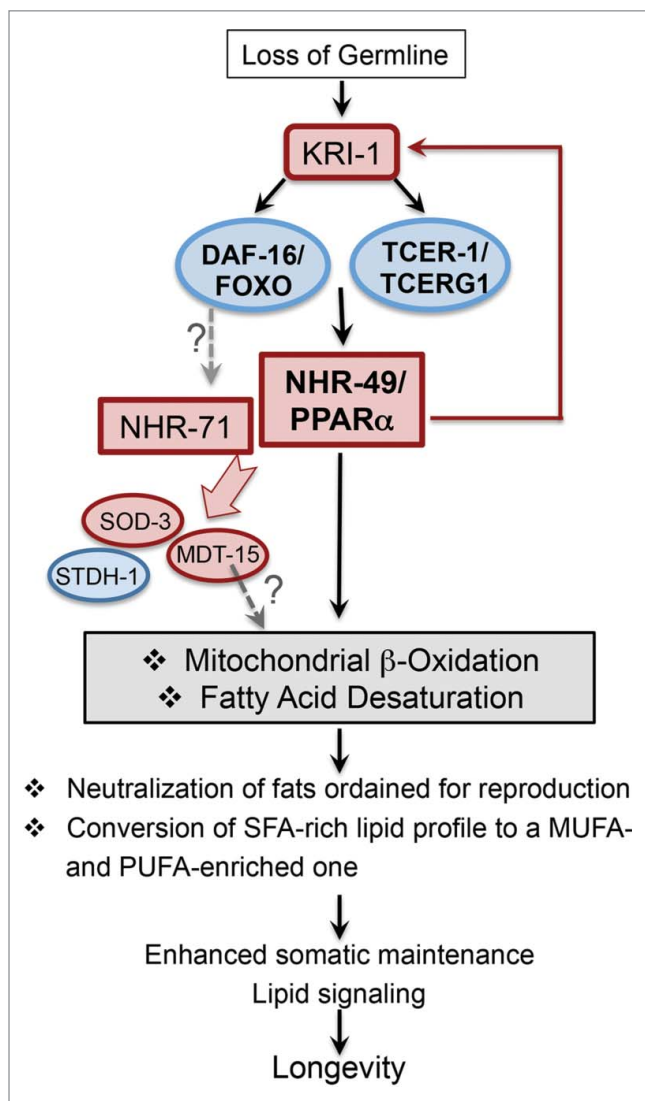 Loss of Germline
KRI-1
DAF-16/
FOXO
TCER-1/
TCERG1
?
NHR-49/
PPARα
NHR-71
SOD-3
MDT-15
STDH-1
?
❖ Mitochondrial β-Oxidation
❖ Fatty Acid Desaturation
❖ Neutralization of fats ordained for reproduction
❖ Conversion of SFA-rich lipid profile to a MUFA-
and PUFA-enriched one
Enhanced somatic maintenance
Lipid signaling
Longevity